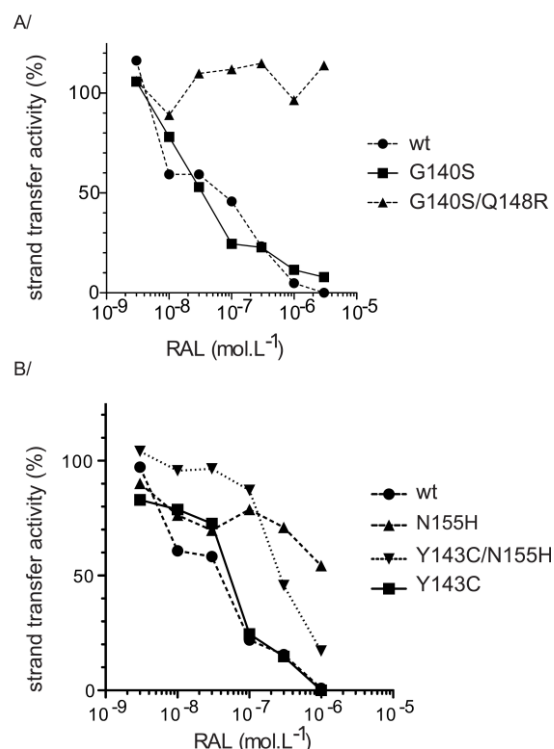 A/
strand transfer activity (%)
100
50
0
10-9
10-8
10-7
10-6
10-5
RAL (mol.L-1)
wt
G140S
G140S/Q148R
B/
strand transfer activity (%)
100
50
0
10-9
10-8
10-7
10-6
10-5
RAL (mol.L-1)
wt
N155H
Y143C/N155H
Y143C